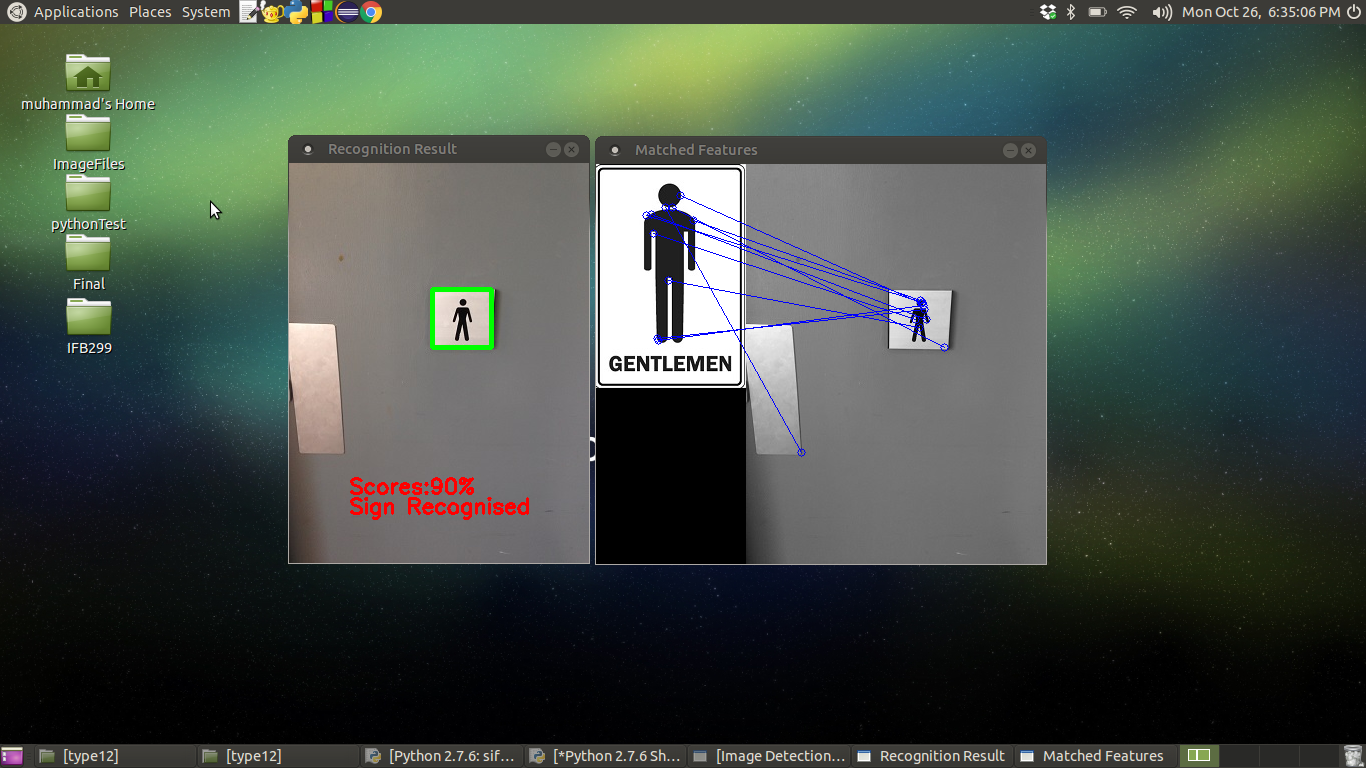 Applications Places System
Mon Oct 26, 6:35:06 PM
muhammad's Home
ImageFiles
pythonTest
Final
IFB299
Recognition Result
Matched Features
GENTLEMEN
Scores:90%
Sign Recognised
[type12]
[type12]
[Python 2.7.6: sif...
[*Python 2.7.6 Sh...
[Image Detection...
Recognition Result
Matched Features